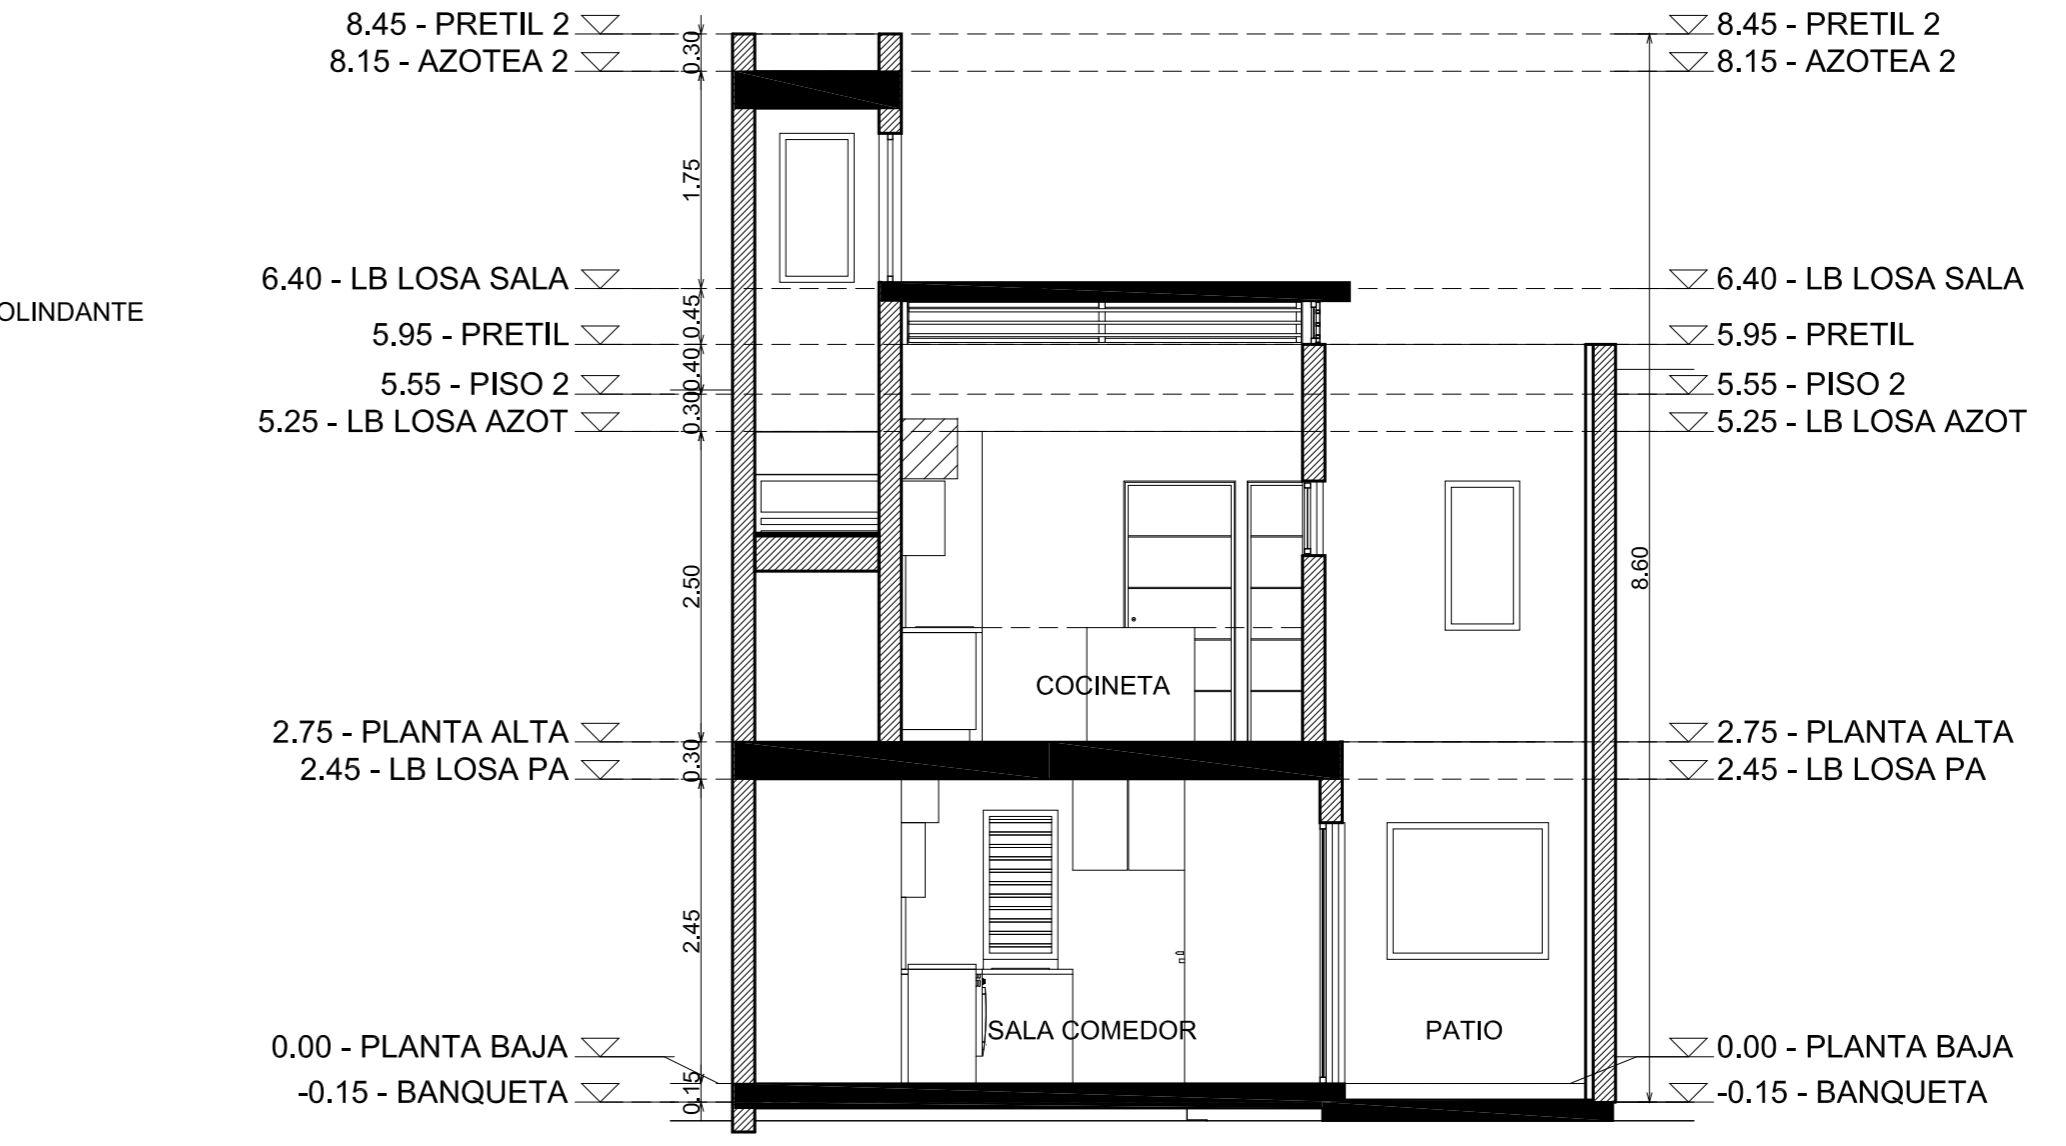 8.45 - PRETIL 2
8.15 - AZOTEA 2
6.40 - LB LOSA SALA
OLINDANTE
5.95 - PRETIL
5.55 - PISO 2
5.25 - LB LOSA AZOT
2.75 - PLANTA ALTA
2.45 - LB LOSA PA
0.00 - PLANTA BAJA
-0.15 - BANQUETA
0.30
1.75
0.45
0.40
0.30
2.50
0.30
2.45
0.15
COCINETA
SALA COMEDOR
PATIO
8.60
8.45 - PRETIL 2
8.15 - AZOTEA 2
6.40 - LB LOSA SALA
5.95 - PRETIL
5.55 - PISO 2
5.25 - LB LOSA AZOT
2.75 - PLANTA ALTA
2.45 - LB LOSA PA
0.00 - PLANTA BAJA
-0.15 - BANQUETA